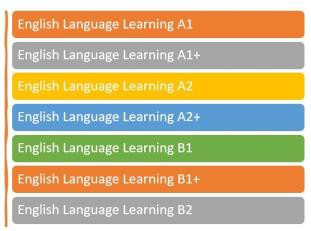 English Language Learning A1
English Language Learning A1+
English Language Learning A2
English Language Learning A2+
English Language Learning B1
English Language Learning B1+
English Language Learning B2